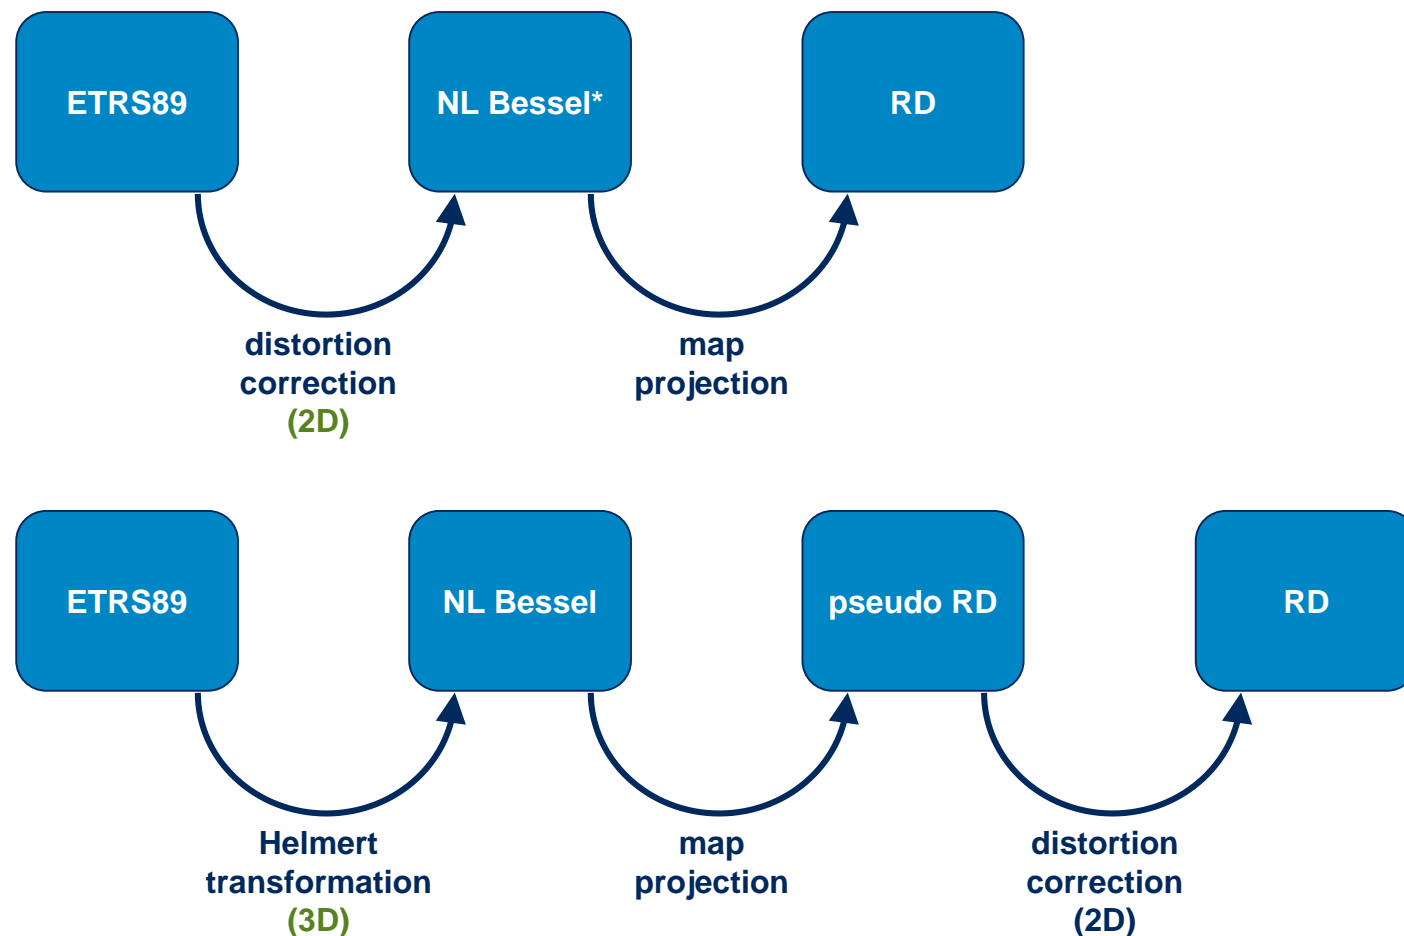 ETRS89
NL Bessel*
RD
distortion
correction
(2D)
map
projection
ETRS89
NL Bessel
pseudo RD
RD
Helmert
transformation
(3D)
map
projection
distortion
correction
(2D)